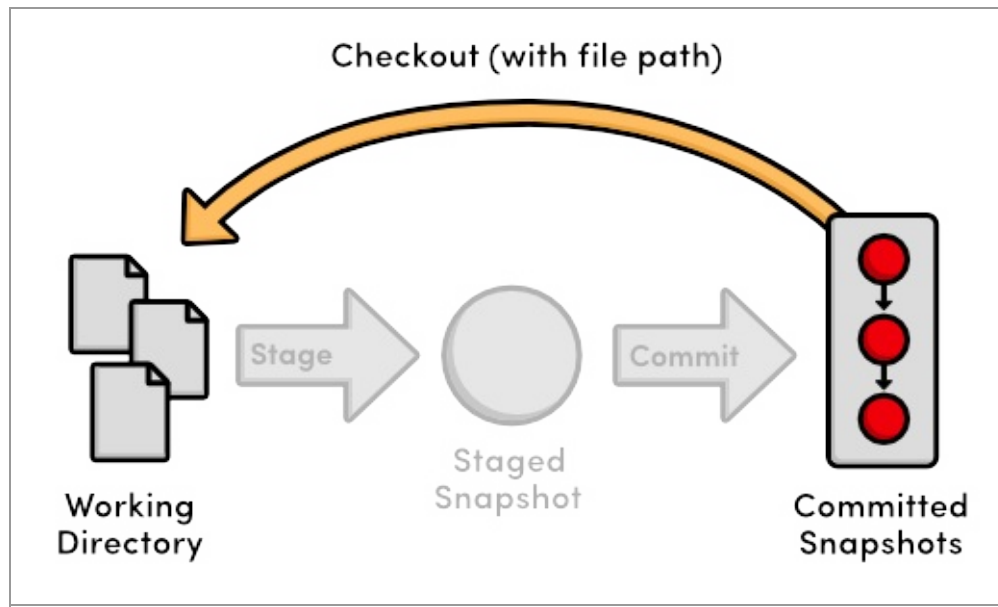 Checkout (with file path)
Stage
Commit
Staged
Snapshot
Working
Directory
Committed
Snapshots